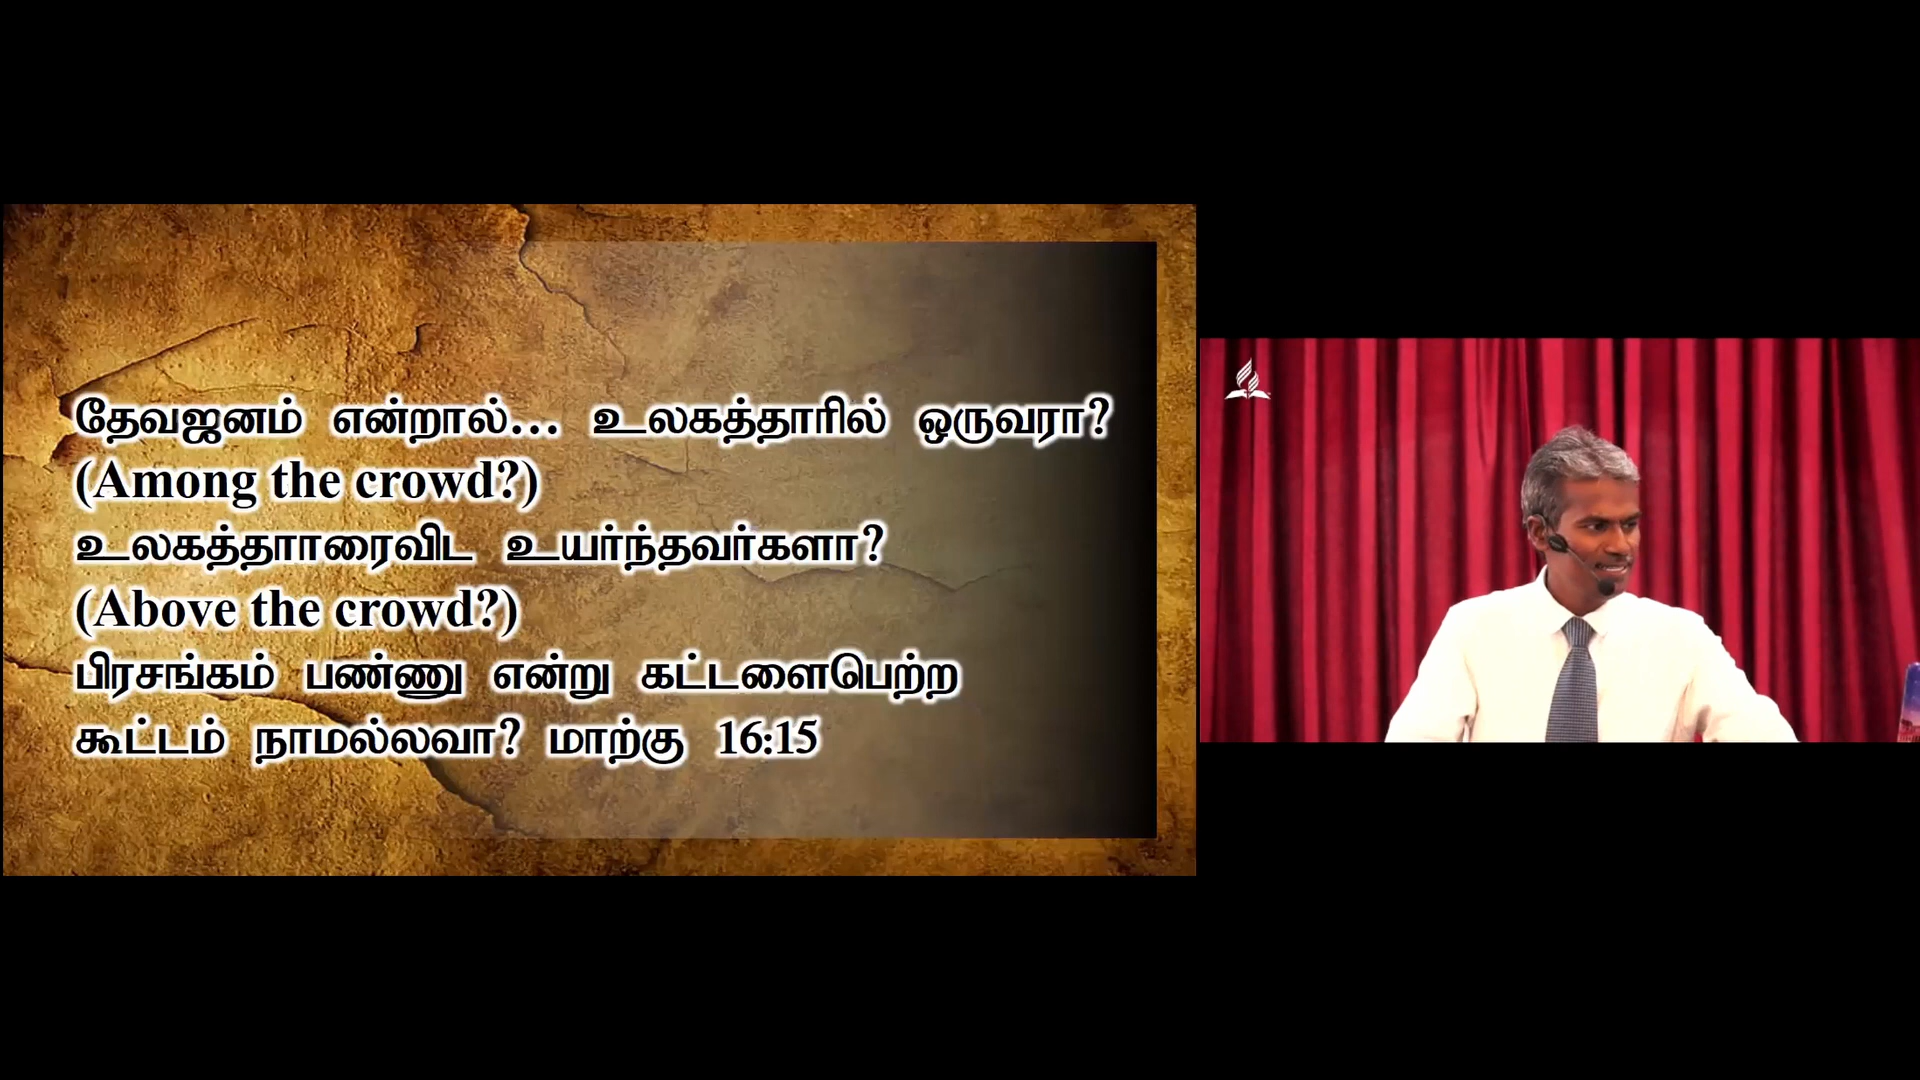 தேவஜனம் என்றால்... உலகத்தாரில் ஒருவரா?
(Among the crowd?)
உலகத்தாாரைவிட உயர்ந்தவர்களா?
(Above the crowd?)
பிரசங்கம் பண்ணு என்று கட்டளைபெற்ற
கூட்டம் நாமல்லவா? மாற்கு 16:15